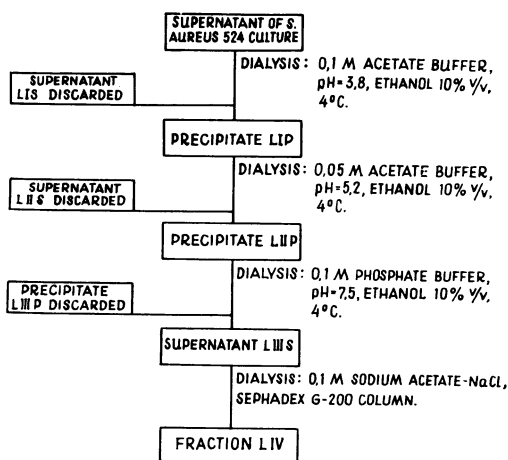 SUPERNATANT OF S.
AUREUS 524 CULTURE
DIALYSIS: 0,1 M ACETATE BUFFER,
pH=3,8, ETHANOL 10% V/v,
4°C.
SUPERNATANT
LIS DISCARDED
PRECIPITATE LIP
DIALYSIS: 0,05 M ACETATE BUFFER,
pH=5,2, ETHANOL 10% V/v,
4°C.
SUPERNATANT
LIIS DISCARDED
PRECIPITATE LIIP
DIALYSIS: 0,1 M PHOSPHATE BUFFER,
pH=7,5, ETHANOL 10% V/v,
4°C.
PRECIPITATE
LIIIP DISCARDED
SUPERNATANT LIIIS
DIALYSIS: 0,1 M SODIUM ACETATE-NaCl,
SEPHADEX G-200 COLUMN.
FRACTION LIV